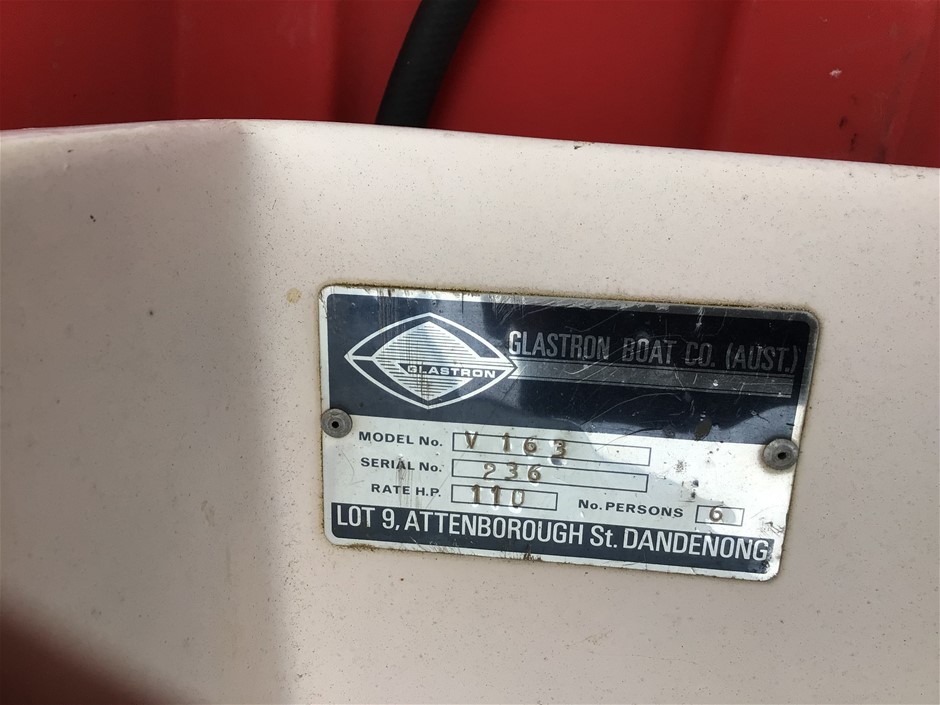 GLASTRON
GLASTRON BOAT CO. (AUST.)
MODEL No. V 163
SERIAL No. 236
RATE H.P. 110
No. PERSONS 6
LOT 9, ATTENBOROUGH St. DANDENONG